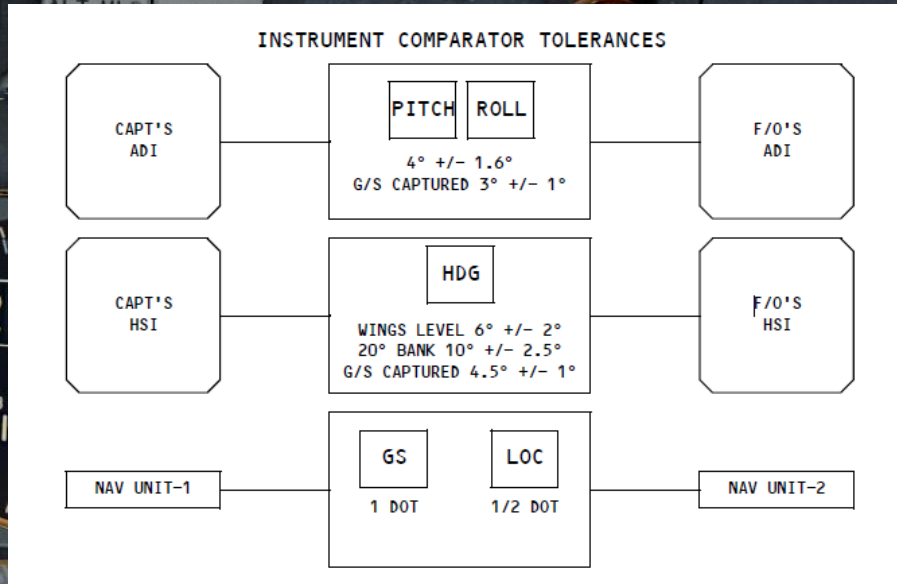 INSTRUMENT COMPARATOR TOLERANCES
CAPT'S
ADI
PITCH ROLL
4° +/- 1.6°
G/S CAPTURED 3° +/- 1°
F/O'S
ADI
CAPT'S
HSI
HDG
WINGS LEVEL 6° +/- 2°
20° BANK 10° +/- 2.5°
G/S CAPTURED 4.5° +/- 1°
F/O'S
HSI
NAV UNIT-1
GS LOC
1 DOT 1/2 DOT
NAV UNIT-2